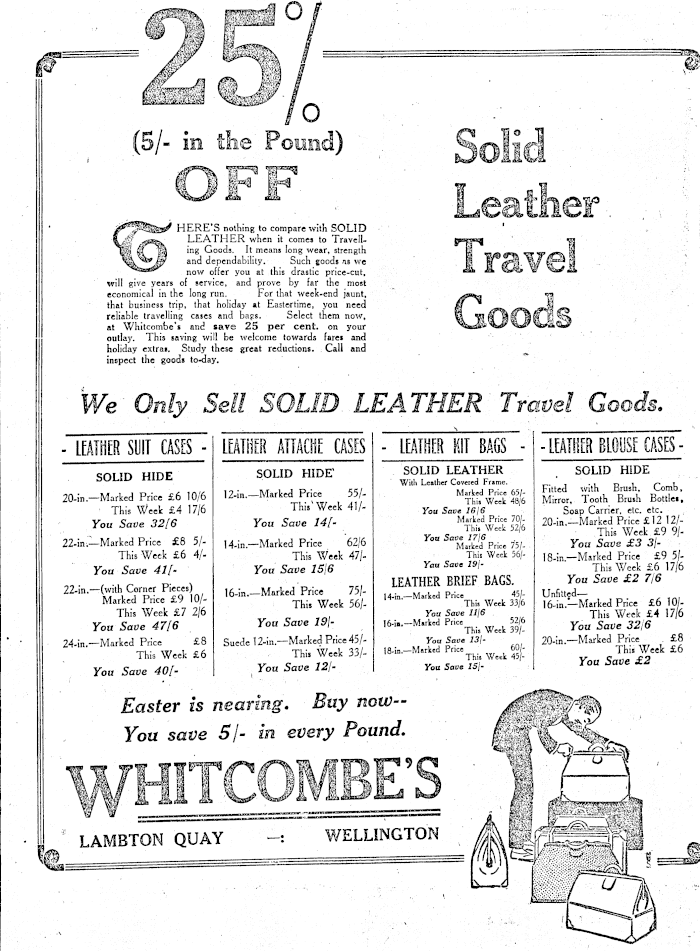 25%
(5/- in the Pound)
OFF
Solid
Leather
Travel
Goods
THERE'S nothing to compare with SOLID
LEATHER when it comes to Travell-
ing Goods. It means long wear, strength
and dependability. Such goods as we
now offer you at this drastic price-cut,
will give years of service, and prove by far the most
economical in the long run. For that week-end jaunt,
that business trip, that holiday at Eastertime, you need
reliable travelling cases and bags. Select them now,
at Whitcombe's and save 25 per cent. on your
outlay. This saving will be welcome towards fares and
holiday extras. Study these great reductions. Call and
inspect the goods to-day.
We Only Sell SOLID LEATHER Travel Goods.
- LEATHER SUIT CASES -
SOLID HIDE
20-in.—Marked Price £6 10/6
This Week £4 17/6
You Save 32/6
22-in.—Marked Price £8 5/-
This Week £6 4/-
You Save 41/-
22-in.—(with Corner Pieces)
Marked Price £9 10/-
This Week £7 2/6
You Save 47/6
24-in.—Marked Price £8
This Week £6
You Save 40/-
LEATHER ATTACHE CASES
SOLID HIDE
12-in.—Marked Price 55/-
This Week 41/-
You Save 14/-
14-in.—Marked Price 62/6
This Week 47/-
You Save 15/6
16-in.—Marked Price 75/-
This Week 56/-
You Save 19/-
Suede 12-in.—Marked Price 45/-
This Week 33/-
You Save 12/-
- LEATHER KIT BAGS -
SOLID LEATHER
With Leather Covered Frame.
Marked Price 65/-
This Week 48/6
You Save 16/6
Marked Price 70/-
This Week 52/6
You Save 17/6
Marked Price 75/-
This Week 56/-
You Save 19/-
LEATHER BRIEF BAGS.
14-in.—Marked Price 45/-
This Week 33/6
You Save 11/6
16-in.—Marked Price 52/6
This Week 39/-
You Save 13/-
18-in.—Marked Price 60/-
This Week 45/-
You Save 15/-
- LEATHER BLOUSE CASES -
SOLID HIDE
Fitted with Brush, Comb,
Mirror, Tooth Brush Bottles,
Soap Carrier, etc. etc.
20-in.—Marked Price £12 12/-
This Week £9 9/-
You Save £3 3/-
18-in.—Marked Price £9 5/-
This Week £6 17/6
You Save £2 7/6
Unfitted—
16-in.—Marked Price £6 10/-
This Week £4 17/6
You Save 32/6
20-in.—Marked Price £8
This Week £6
You Save £2
Easter is nearing. Buy now--
You save 5/- in every Pound.
WHITCOMBE'S
LAMBTON QUAY —: WELLINGTON